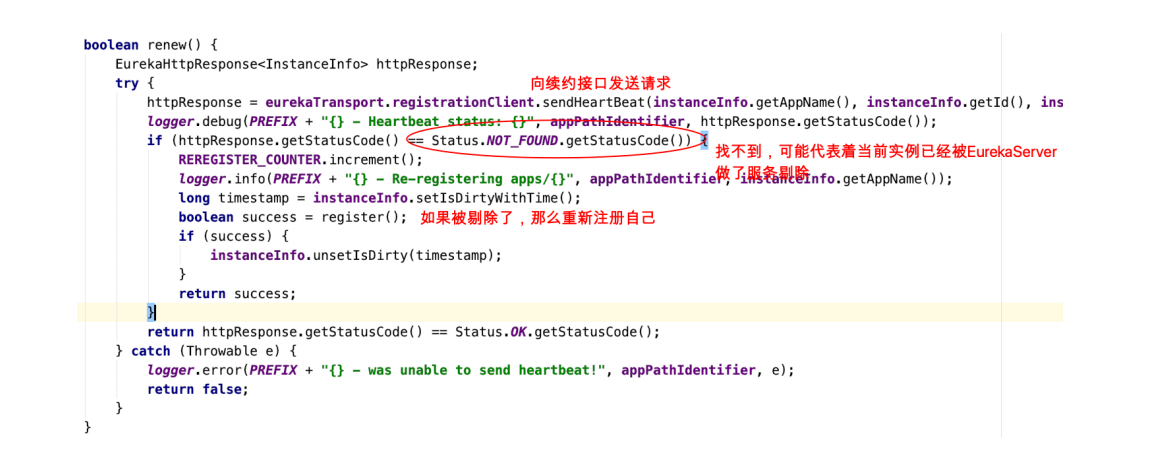 boolean renew() {
EurekaHttpResponse<InstanceInfo> httpResponse;
try {
向续约接口发送请求
httpResponse = eurekaTransport.registrationClient.sendHeartBeat(instanceInfo.getAppName(), instanceInfo.getId(), ins
logger.debug(PREFIX + "{} – Heartbeat status: {}", appPathIdentifier, httpResponse.getStatusCode());
if (httpResponse.getStatusCode() == Status.NOT_FOUND.getStatusCode()) {
找不到，可能代表着当前实例已经被EurekaServer
做了服务剔除
REREGISTER_COUNTER.increment();
logger.info(PREFIX + "{} – Re-registering apps/{}", appPathIdentifier, instanceInfo.getAppName());
long timestamp = instanceInfo.setIsDirtyWithTime();
boolean success = register(); 如果被剔除了，那么重新注册自己
if (success) {
instanceInfo.unsetIsDirty(timestamp);
}
return success;
}
return httpResponse.getStatusCode() == Status.OK.getStatusCode();
} catch (Throwable e) {
logger.error(PREFIX + "{} – was unable to send heartbeat!", appPathIdentifier, e);
return false;
}
}